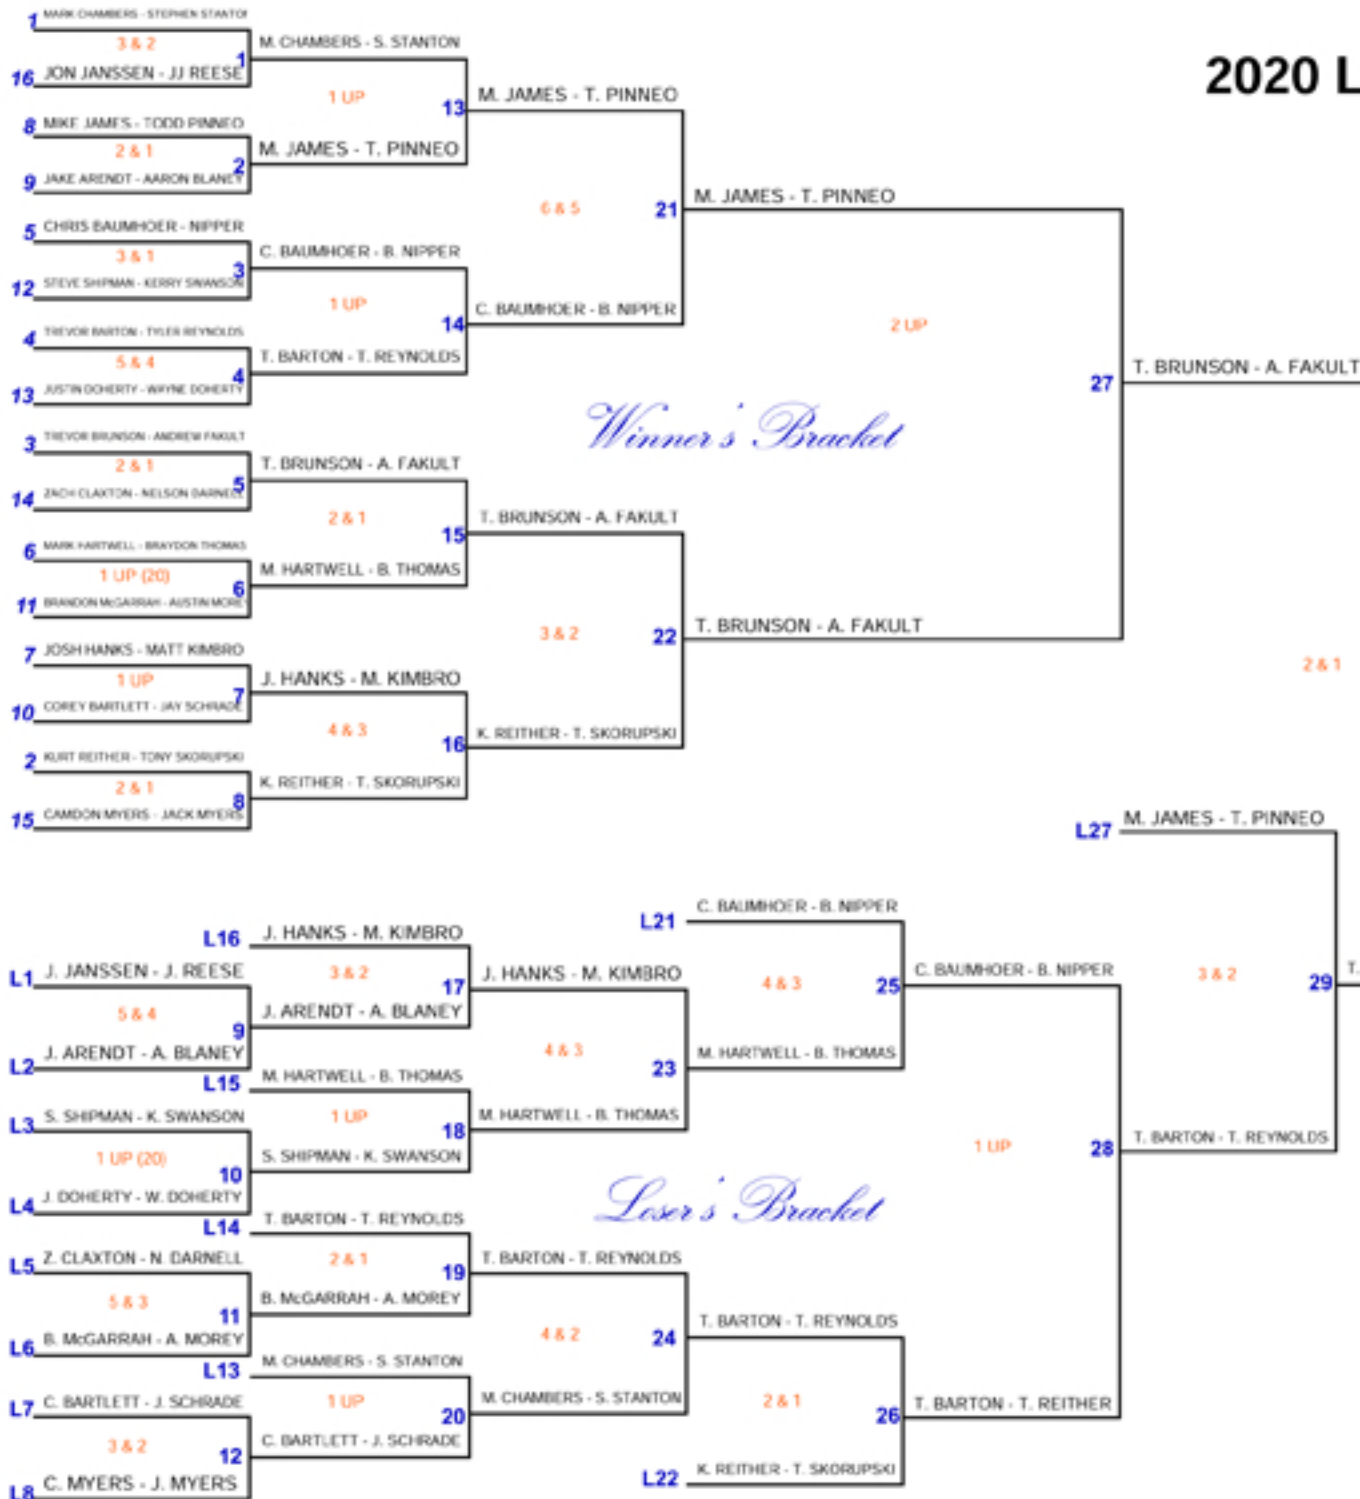 2020 L
1 MARK CHAMBERS - STEPHEN STANTON
3 & 2
1
16 JON JANSSEN - JJ REESE
M. CHAMBERS - S. STANTON
1 UP
13
8 MIKE JAMES - TODD PINNEO
2 & 1
2
9 JAKE ARENDT - AARON BLANEY
M. JAMES - T. PINNEO
M. JAMES - T. PINNEO
6 & 5
21
5 CHRIS BAUMHOER - NIPPER
3 & 1
3
12 STEVE SHIPMAN - KERRY SWANSON
C. BAUMHOER - B. NIPPER
1 UP
14
4 TREVOR BARTON - TYLER REYNOLDS
5 & 4
4
13 JUSTIN DOHERTY - WAYNE DOHERTY
T. BARTON - T. REYNOLDS
C. BAUMHOER - B. NIPPER
M. JAMES - T. PINNEO
2 UP
27
T. BRUNSON - A. FAKULT
Winner's Bracket
3 TREVOR BRUNSON - ANDREW FAKULT
2 & 1
5
14 ZACH CLAXTON - NELSON DARNELL
T. BRUNSON - A. FAKULT
2 & 1
15
6 MARK HARTWELL - BRAYDON THOMAS
1 UP (20)
6
11 BRANDON McGARRAH - AUSTIN MOREY
M. HARTWELL - B. THOMAS
T. BRUNSON - A. FAKULT
3 & 2
22
T. BRUNSON - A. FAKULT
7 JOSH HANKS - MATT KIMBRO
1 UP
7
10 COREY BARTLETT - JAY SCHRADE
J. HANKS - M. KIMBRO
4 & 3
16
2 KURT REITHER - TONY SKORUPSKI
2 & 1
8
15 CAMDON MYERS - JACK MYERS
K. REITHER - T. SKORUPSKI
K. REITHER - T. SKORUPSKI
2 & 1
L27 M. JAMES - T. PINNEO
L16 J. HANKS - M. KIMBRO
L1 J. JANSSEN - J. REESE
5 & 4
9
L2 J. ARENDT - A. BLANEY
3 & 2
17
J. ARENDT - A. BLANEY
J. HANKS - M. KIMBRO
4 & 3
23
L15 M. HARTWELL - B. THOMAS
L3 S. SHIPMAN - K. SWANSON
1 UP (20)
10
L4 J. DOHERTY - W. DOHERTY
1 UP
18
S. SHIPMAN - K. SWANSON
M. HARTWELL - B. THOMAS
L21 C. BAUMHOER - B. NIPPER
4 & 3
25
M. HARTWELL - B. THOMAS
C. BAUMHOER - B. NIPPER
1 UP
28
3 & 2
29
T.
T. BARTON - T. REYNOLDS
Loser's Bracket
L14 T. BARTON - T. REYNOLDS
L5 Z. CLAXTON - N. DARNELL
5 & 3
11
L6 B. McGARRAH - A. MOREY
2 & 1
19
B. McGARRAH - A. MOREY
T. BARTON - T. REYNOLDS
4 & 2
24
L13 M. CHAMBERS - S. STANTON
L7 C. BARTLETT - J. SCHRADE
3 & 2
12
L8 C. MYERS - J. MYERS
1 UP
20
C. BARTLETT - J. SCHRADE
M. CHAMBERS - S. STANTON
T. BARTON - T. REYNOLDS
2 & 1
26
L22 K. REITHER - T. SKORUPSKI
T. BARTON - T. REITHER